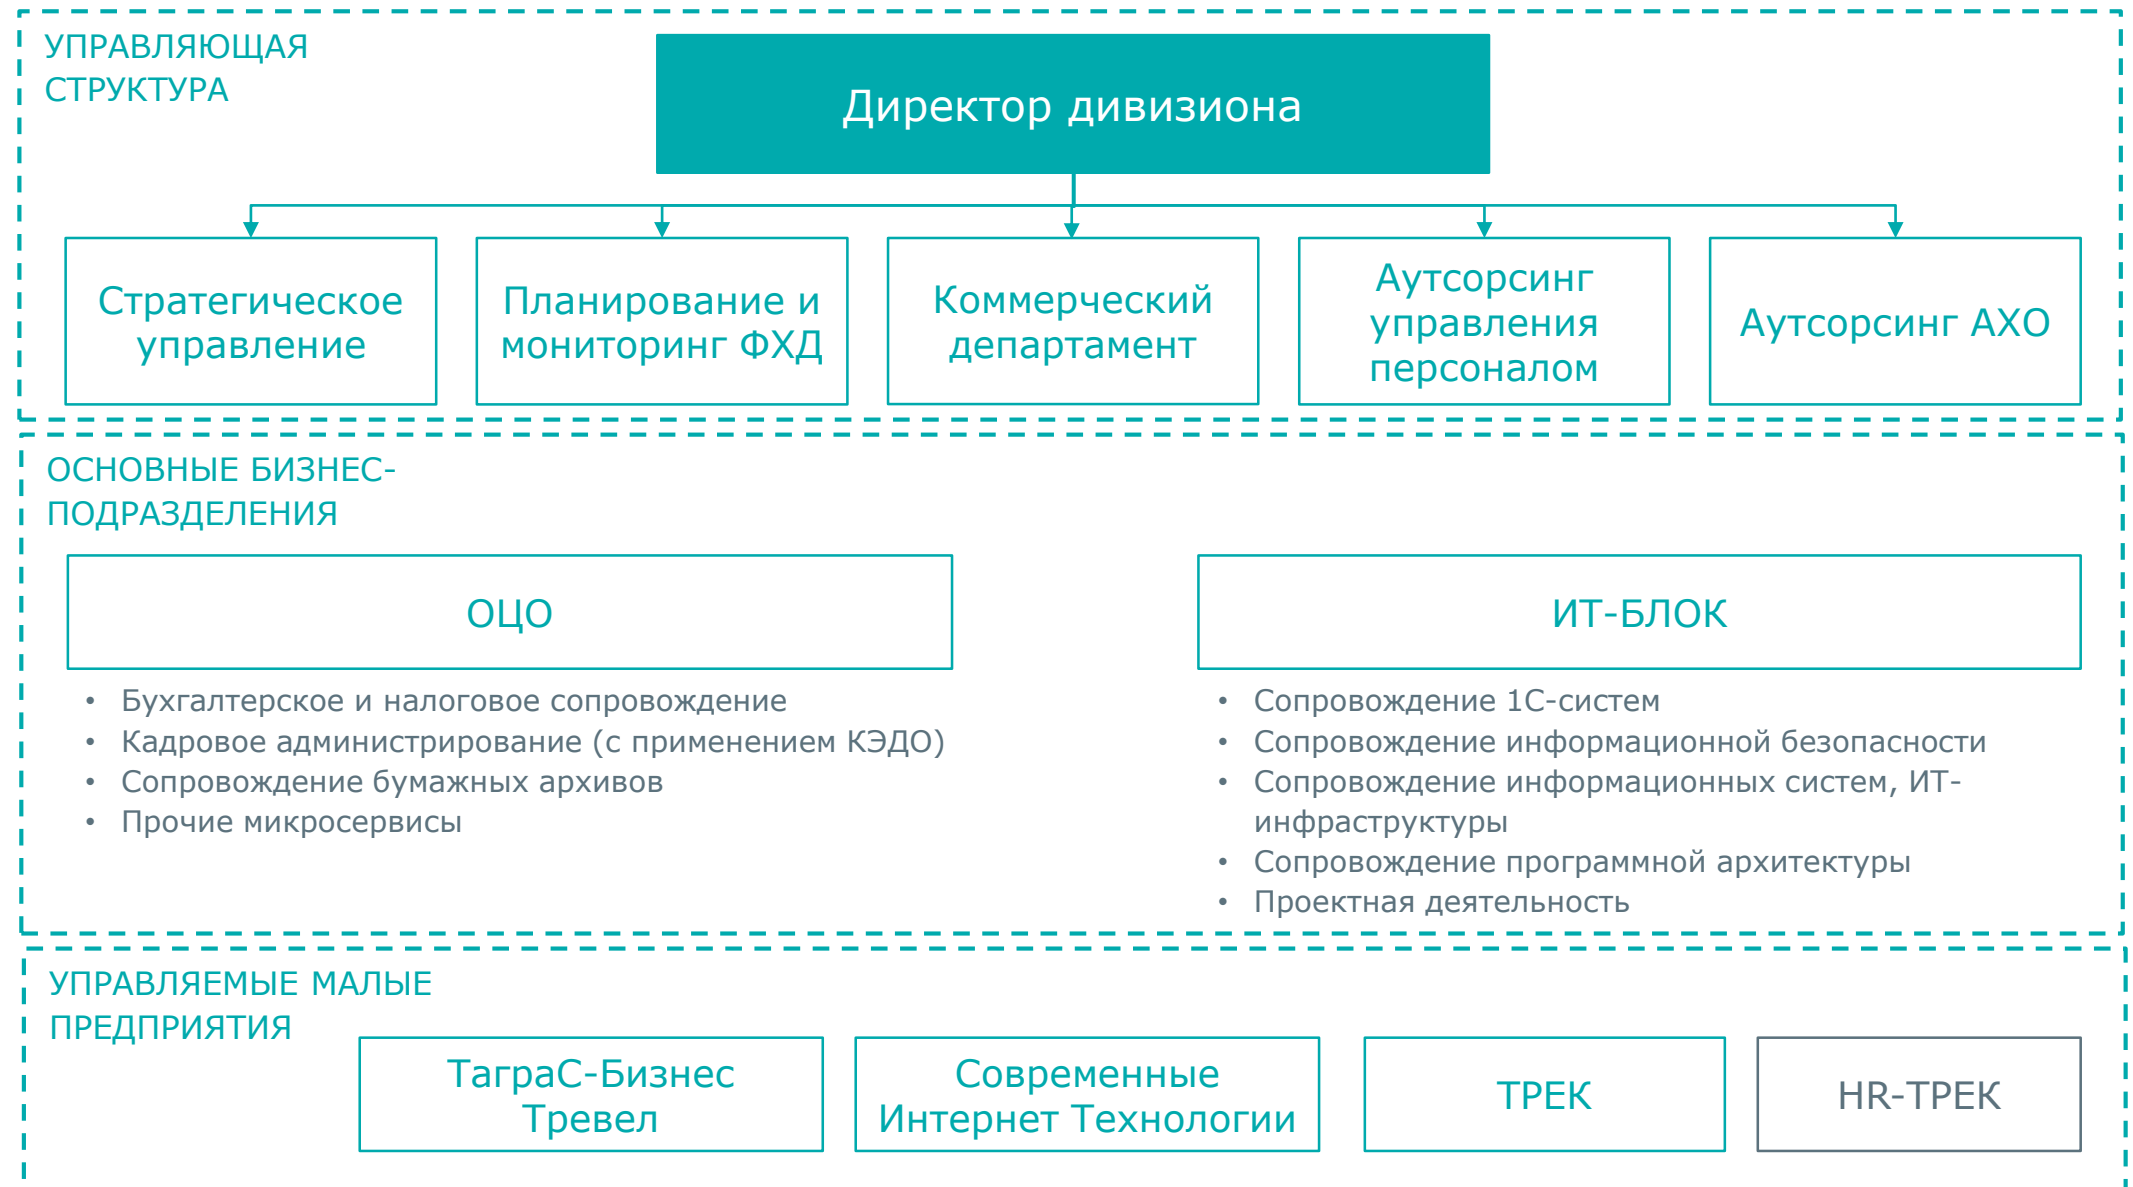 УПРАВЛЯЮЩАЯ
СТРУКТУРА
Директор дивизиона
Стратегическое
управление
Планирование и
мониторинг ФХД
Коммерческий
департамент
Аутсорсинг
управления
персоналом
Аутсорсинг АХО
ОСНОВНЫЕ БИЗНЕС-
ПОДРАЗДЕЛЕНИЯ
ОЦО
• Бухгалтерское и налоговое сопровождение
• Кадровое администрирование (с применением КЭДО)
• Сопровождение бумажных архивов
• Прочие микросервисы
ИТ-БЛОК
• Сопровождение 1С-систем
• Сопровождение информационной безопасности
• Сопровождение информационных систем, ИТ-
инфраструктуры
• Сопровождение программной архитектуры
• Проектная деятельность
УПРАВЛЯЕМЫЕ МАЛЫЕ
ПРЕДПРИЯТИЯ
ТаграС-Бизнес
Тревел
Современные
Интернет Технологии
ТРЕК
HR-ТРЕК